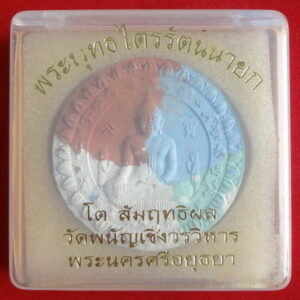 พระพุทธไตรรัตนนายก
โต สัมฤทธิผล
วัดพนัญเชิงวรวิหาร
พระนครศรีอยุธยา